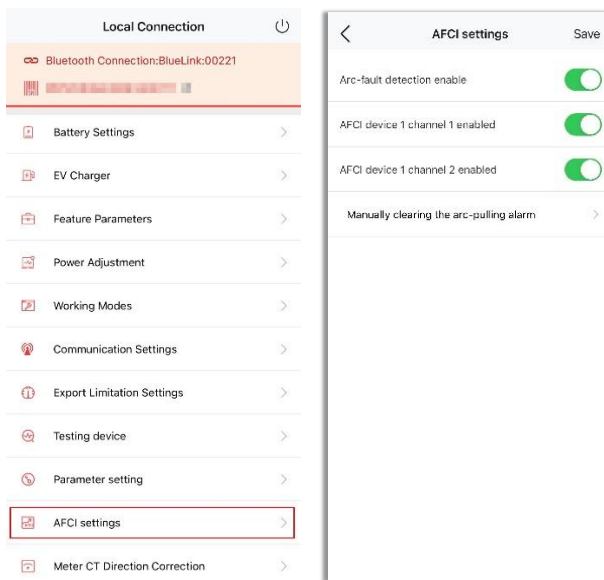 Local Connection
Bluetooth Connection:BlueLink:00221
Battery Settings
EV Charger
Feature Parameters
Power Adjustment
Working Modes
Communication Settings
Export Limitation Settings
Testing device
Parameter setting
AFCI settings
Meter CT Direction Correction
AFCI settings
Save
Arc-fault detection enable
AFCI device 1 channel 1 enabled
AFCI device 1 channel 2 enabled
Manually clearing the arc-pulling alarm